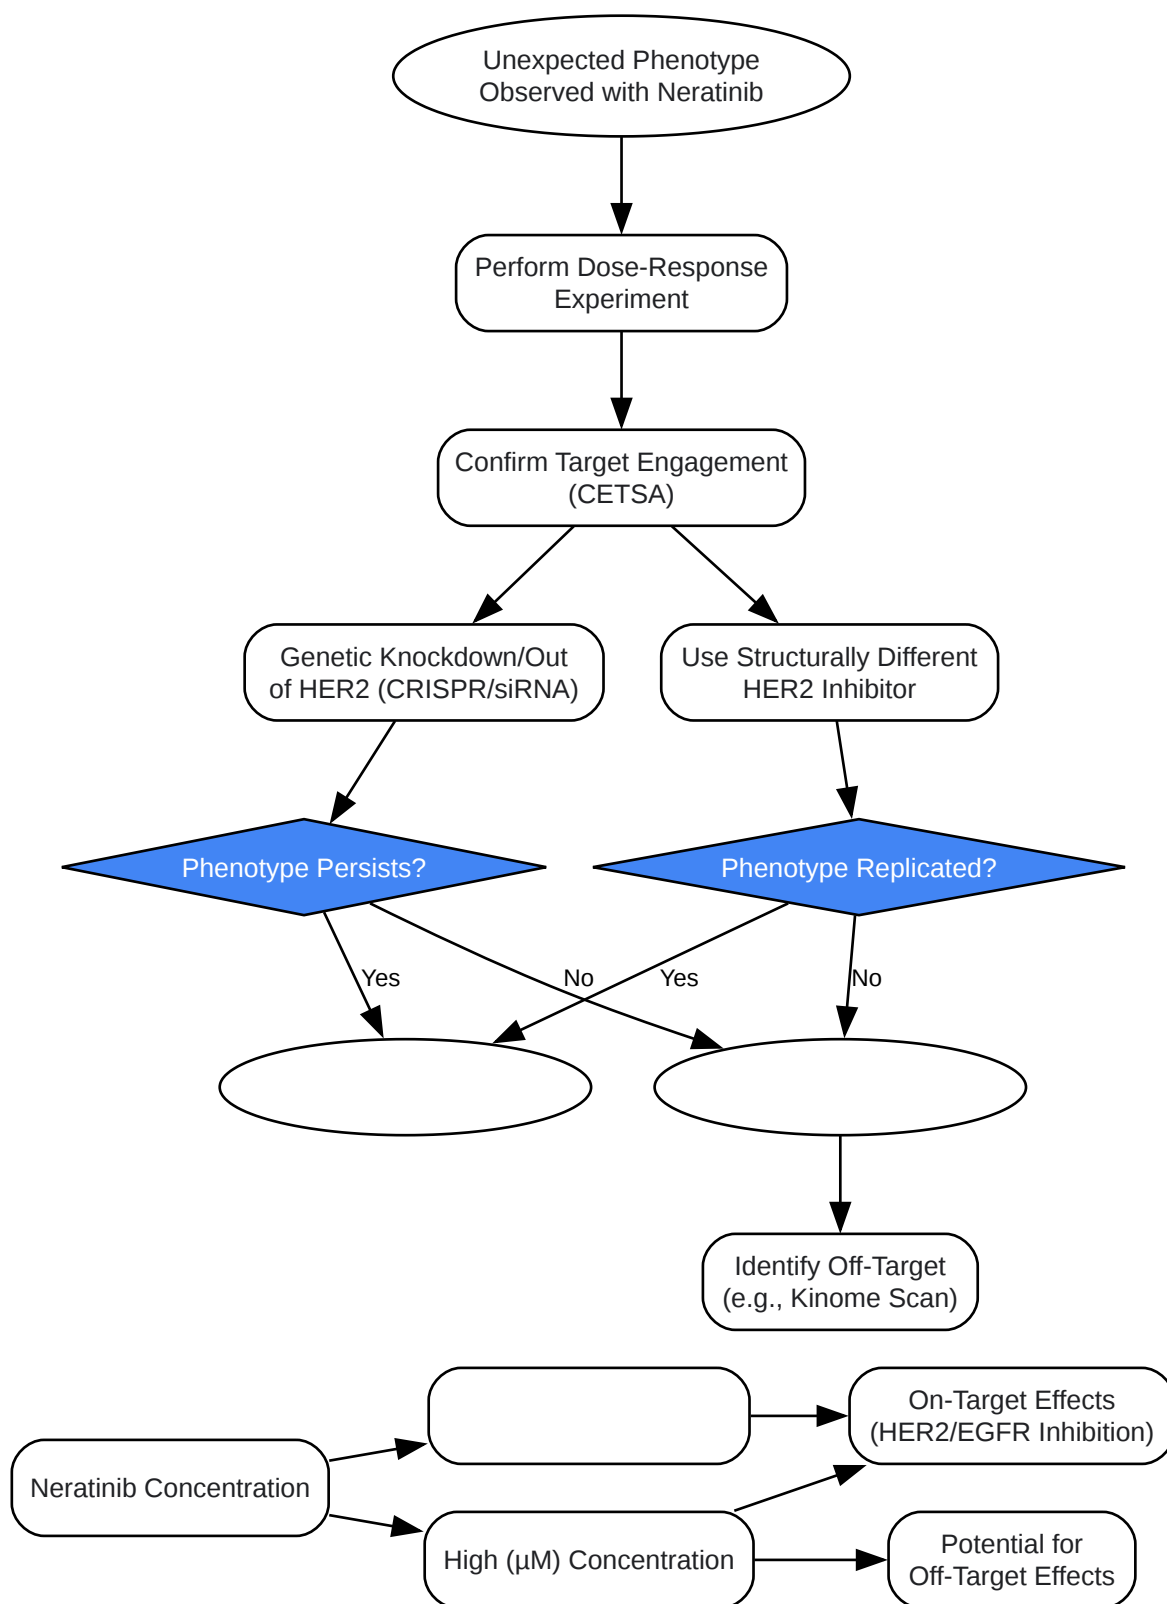 Unexpected Phenotype
Observed with Neratinib
Perform Dose-Response
Experiment
Confirm Target Engagement
(CETSA)
Genetic Knockdown/Out
of HER2 (CRISPR/siRNA)
Use Structurally Different
HER2 Inhibitor
Phenotype Persists?
Phenotype Replicated?
Yes
No
Yes
No
Identify Off-Target
(e.g., Kinome Scan)
On-Target Effects
(HER2/EGFR Inhibition)
Neratinib Concentration
High (µM) Concentration
Potential for
Off-Target Effects